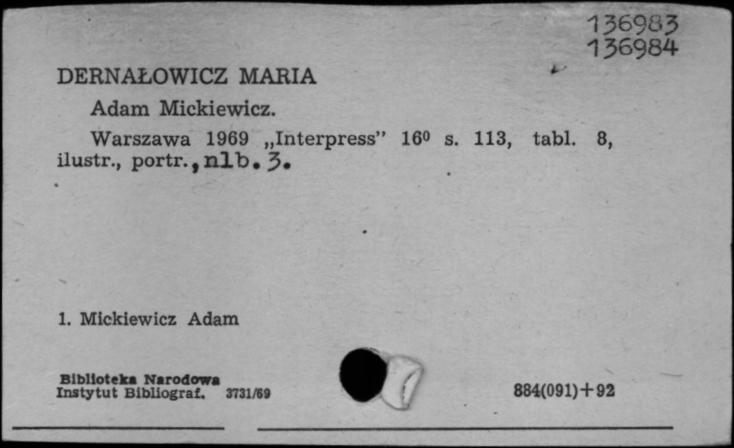 136983
136984
DERNAŁOWICZ MARIA
Adam Mickiewicz.
Warszawa 1969 „Interpress” 16⁰ s. 113, tabl. 8,
ilustr., portr., nlb. 3.
1. Mickiewicz Adam
Biblioteka Narodowa
Instytut Bibliograf. 3731/69
884(091)+92